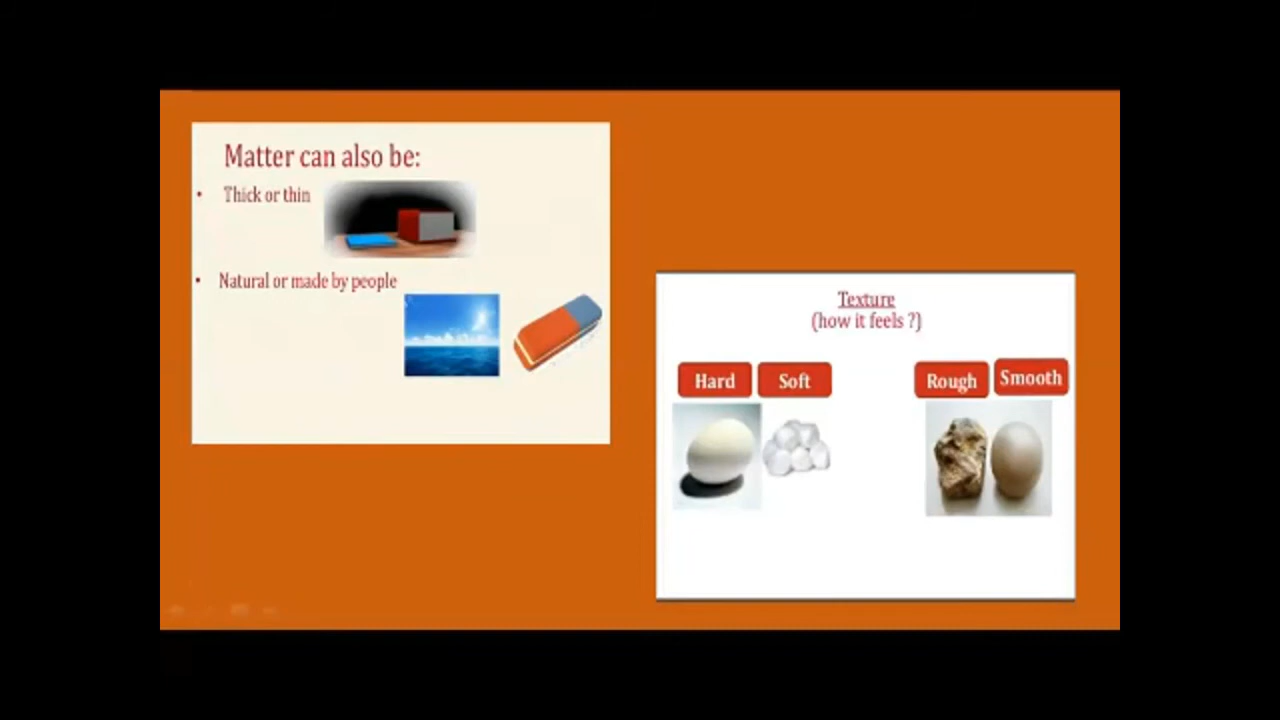 Matter can also be:
• Thick or thin
• Natural or made by people
Texture
(how it feels ?)
Hard Soft Rough Smooth